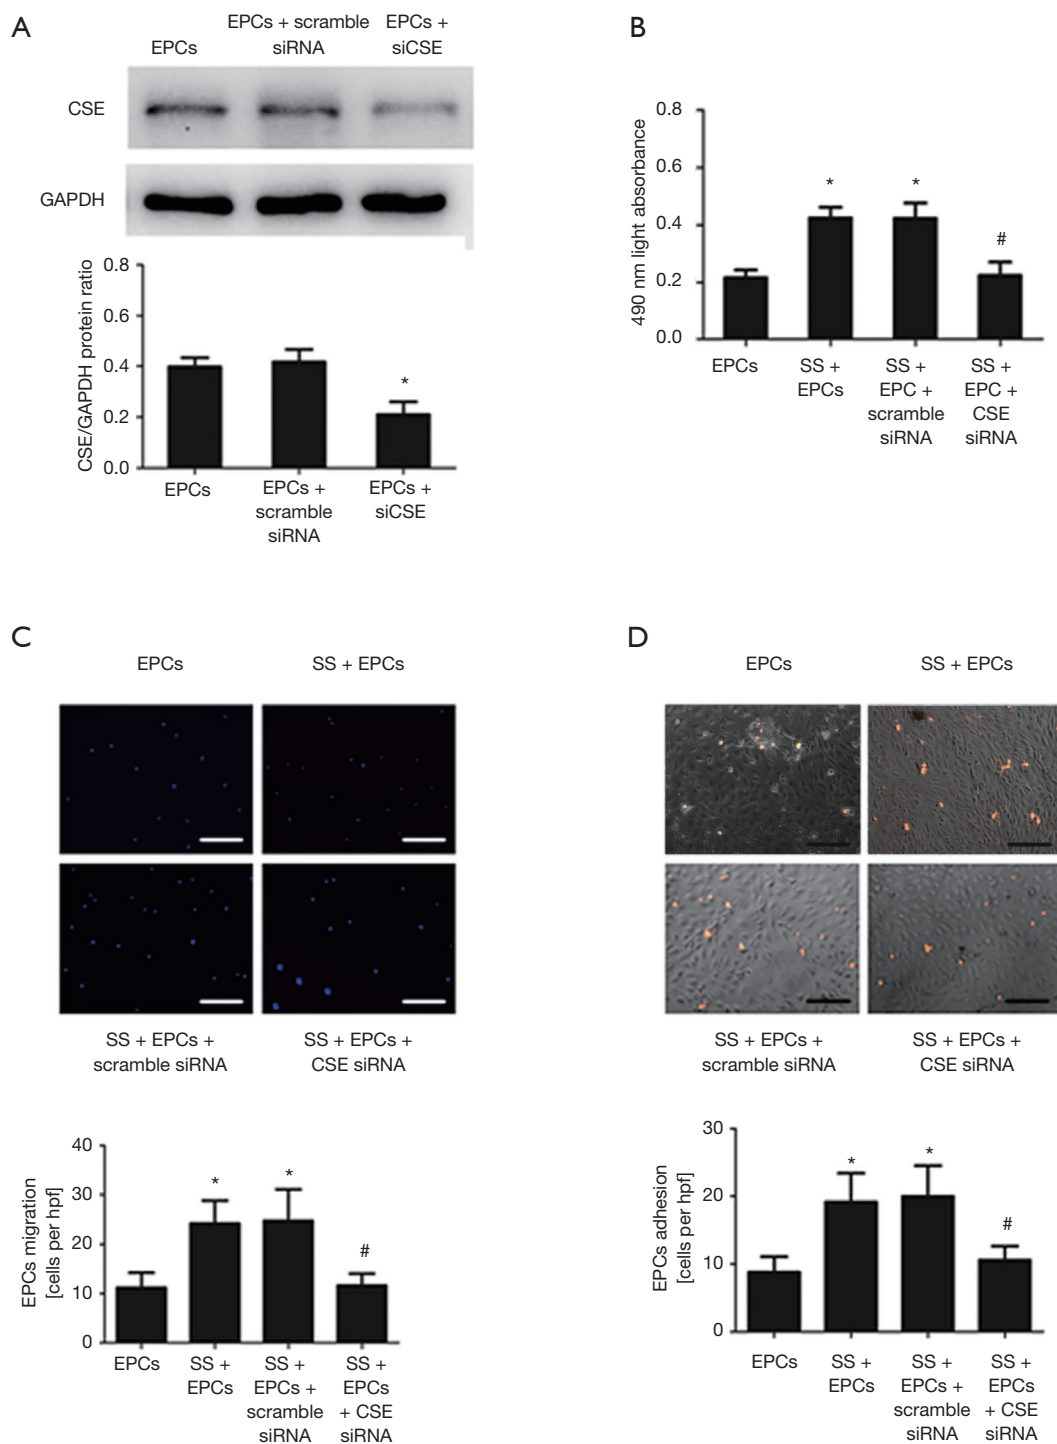 A
EPCs
EPCs + scramble
siRNA
EPCs +
siCSE
CSE
GAPDH
CSE/GAPDH protein ratio
0.8
0.6
0.4
0.2
0.0
*
EPCs
EPCs +
scramble
siRNA
EPCs +
siCSE
B
490 nm light absorbance
0.8
0.6
0.4
0.2
0.0
*
*
#
EPCs
SS +
EPCs
SS +
EPC +
scramble
siRNA
SS +
EPC +
CSE
siRNA
C
EPCs
SS + EPCs
SS + EPCs +
scramble siRNA
SS + EPCs +
CSE siRNA
EPCs migration
[cells per hpf]
40
30
20
10
0
*
*
#
EPCs
SS +
EPCs
SS +
EPCs +
scramble
siRNA
SS +
EPCs
+ CSE
siRNA
D
EPCs
SS + EPCs
SS + EPCs +
scramble siRNA
SS + EPCs +
CSE siRNA
EPCs adhesion
[cells per hpf]
30
20
10
0
*
*
#
EPCs
SS +
EPCs
SS +
EPCs +
scramble
siRNA
SS +
EPCs
+ CSE
siRNA